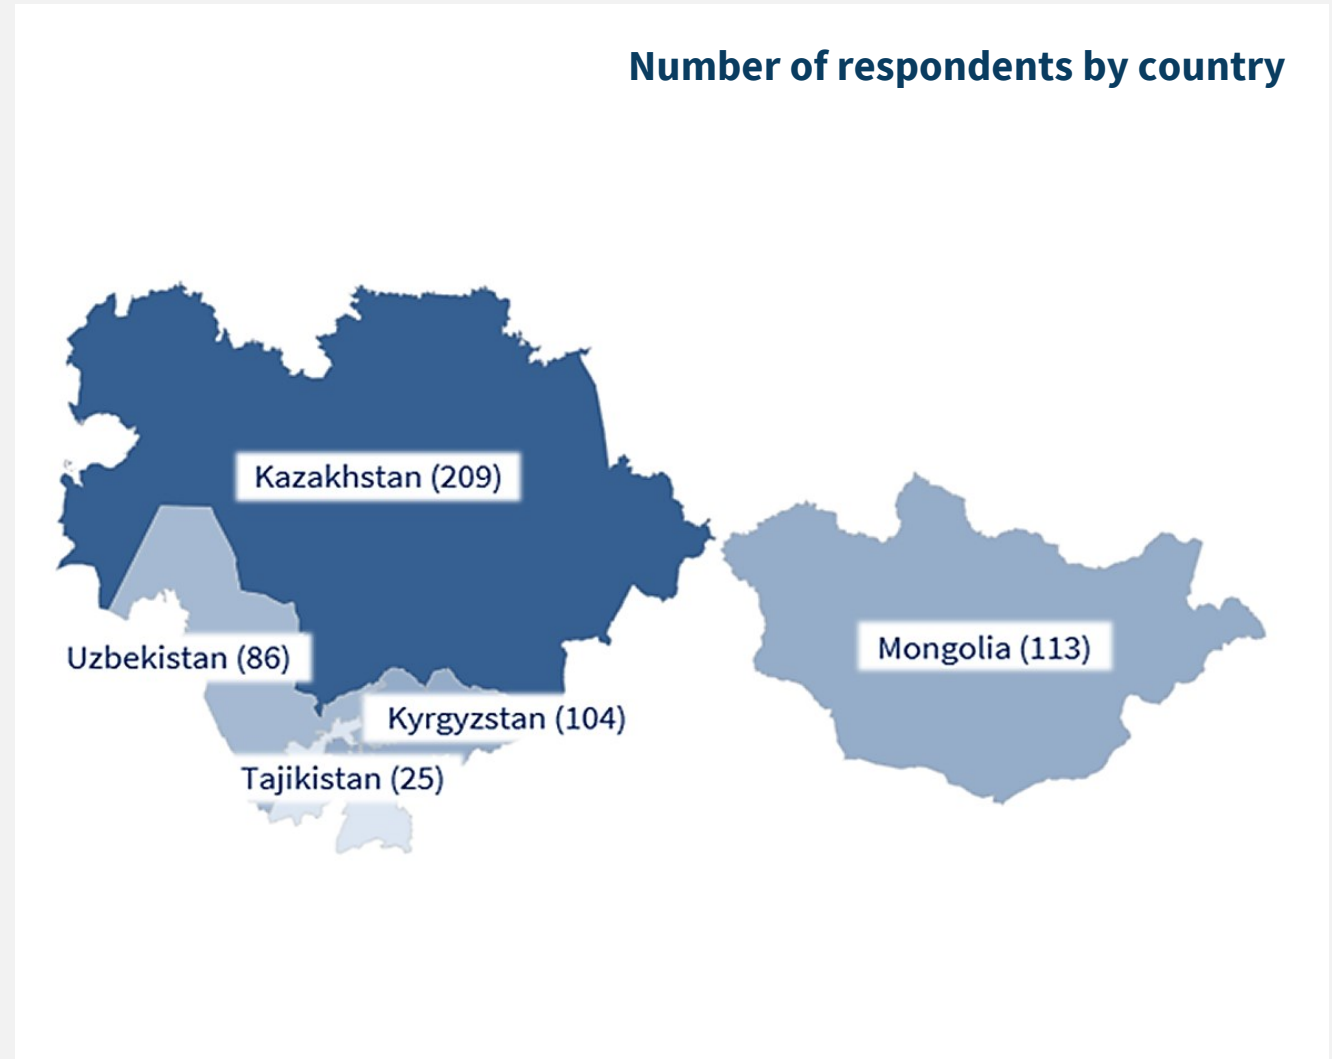 Number of respondents by country
Kazakhstan (209)
Mongolia (113)
Uzbekistan (86)
Kyrgyzstan (104)
Tajikistan (25)